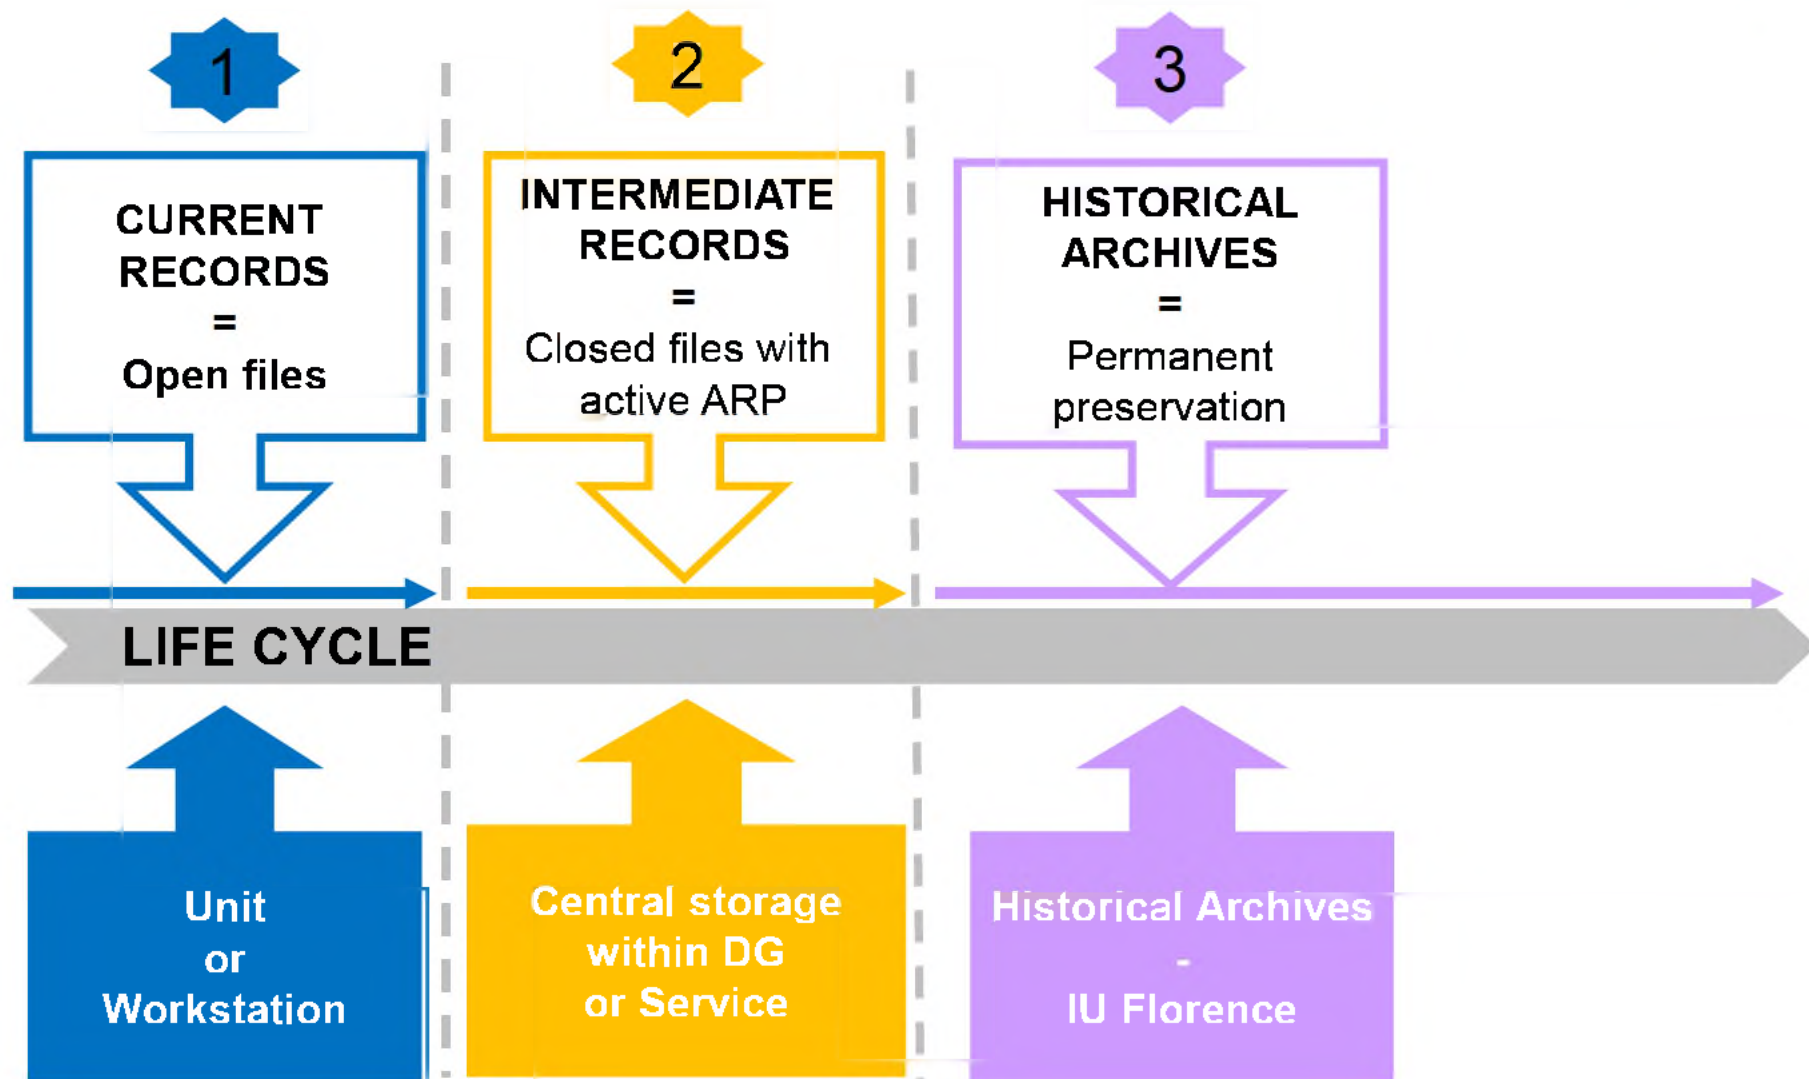 1
2
3
CURRENT
RECORDS
=
Open files
INTERMEDIATE
RECORDS
=
Closed files with
active ARP
HISTORICAL
ARCHIVES
=
Permanent
preservation
LIFE CYCLE
Unit
or
Workstation
Central storage
within DG
or Service
Historical Archives
-
IU Florence